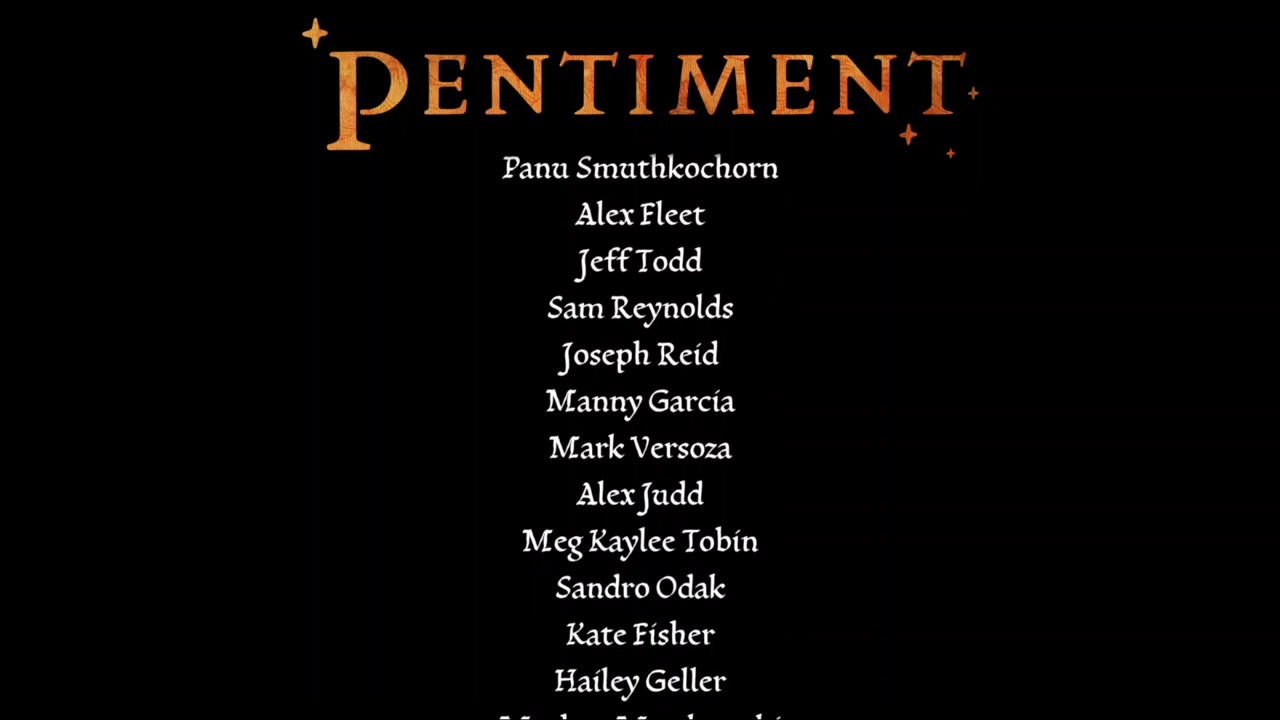 PENTIMENT
Panu Smuthkochorn
Alex Fleet
Jeff Todd
Sam Reynolds
Joseph Reid
Manny Garcia
Mark Versoza
Alex Judd
Meg Kaylee Tobin
Sandro Odak
Kate Fisher
Hailey Geller